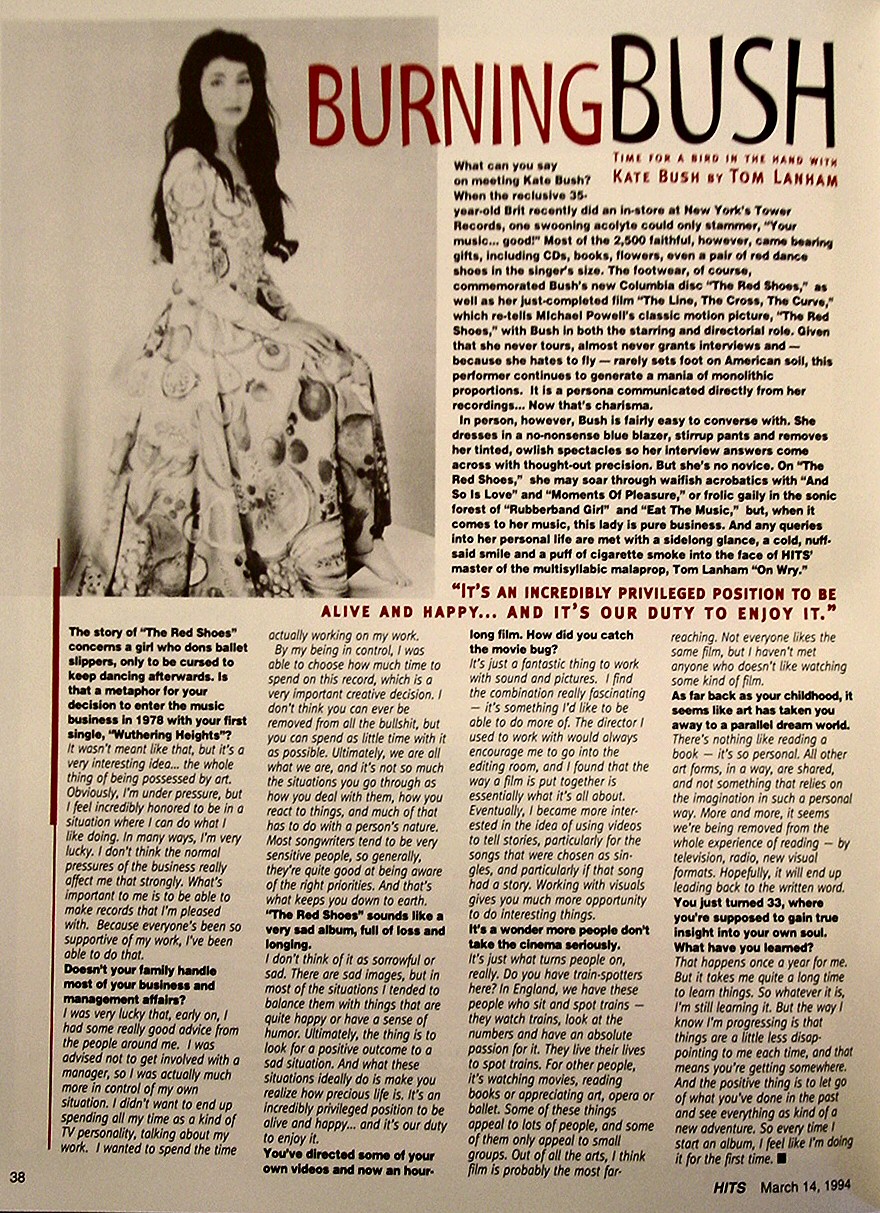 BURNING BUSH
TIME FOR A BIRD IN THE HAND WITH
KATE BUSH BY TOM LANHAM
What can you say
on meeting Kate Bush?
When the reclusive 35-
year-old Brit recently did an in-store at New York's Tower
Records, one swooning acolyte could only stammer, "Your
music... good!" Most of the 2,500 faithful, however, came bearing
gifts, including CDs, books, flowers, even a pair of red dance
shoes in the singer's size. The footwear, of course,
commemorated Bush's new Columbia disc "The Red Shoes," as
well as her just-completed film "The Line, The Cross, The Curve,"
which re-tells Michael Powell's classic motion picture, "The Red
Shoes," with Bush in both the starring and directorial role. Given
that she never tours, almost never grants interviews and —
because she hates to fly — rarely sets foot on American soil, this
performer continues to generate a mania of monolithic
proportions. It is a persona communicated directly from her
recordings... Now that's charisma.
In person, however, Bush is fairly easy to converse with. She
dresses in a no-nonsense blue blazer, stirrup pants and removes
her tinted, owlish spectacles so her interview answers come
across with thought-out precision. But she's no novice. On "The
Red Shoes," she may soar through waifish acrobatics with "And
So Is Love" and "Moments Of Pleasure," or frolic gaily in the sonic
forest of "Rubberband Girl" and "Eat The Music," but, when it
comes to her music, this lady is pure business. And any queries
into her personal life are met with a sidelong glance, a cold, nuff-
said smile and a puff of cigarette smoke into the face of HITS'
master of the multisyllabic malaprop, Tom Lanham "On Wry."
"IT'S AN INCREDIBLY PRIVILEGED POSITION TO BE
ALIVE AND HAPPY... AND IT'S OUR DUTY TO ENJOY IT."
The story of "The Red Shoes"
concerns a girl who dons ballet
slippers, only to be cursed to
keep dancing afterwards. Is
that a metaphor for your
decision to enter the music
business in 1978 with your first
single, "Wuthering Heights"?
It wasn't meant like that, but it's a
very interesting idea... the whole
thing of being possessed by art.
Obviously, I'm under pressure, but
I feel incredibly honored to be in a
situation where I can do what I
like doing. In many ways, I'm very
lucky. I don't think the normal
pressures of the business really
affect me that strongly. What's
important to me is to be able to
make records that I'm pleased
with. Because everyone's been so
supportive of my work, I've been
able to do that.
Doesn't your family handle
most of your business and
management affairs?
I was very lucky that, early on, I
had some really good advice from
the people around me. I was
advised not to get involved with a
manager, so I was actually much
more in control of my own
situation. I didn't want to end up
spending all my time as a kind of
TV personality, talking about my
work. I wanted to spend the time
actually working on my work.
By my being in control, I was
able to choose how much time to
spend on this record, which is a
very important creative decision. I
don't think you can ever be
removed from all the bullshit, but
you can spend as little time with it
as possible. Ultimately, we are all
what we are, and it's not so much
the situations you go through as
how you deal with them, how you
react to things, and much of that
has to do with a person's nature.
Most songwriters tend to be very
sensitive people, so generally,
they're quite good at being aware
of the right priorities. And that's
what keeps you down to earth.
"The Red Shoes" sounds like a
very sad album, full of loss and
longing.
I don't think of it as sorrowful or
sad. There are sad images, but in
most of the situations I tended to
balance them with things that are
quite happy or have a sense of
humor. Ultimately, the thing is to
look for a positive outcome to a
sad situation. And what these
situations ideally do is make you
realize how precious life is. It's an
incredibly privileged position to be
alive and happy... and it's our duty
to enjoy it.
You've directed some of your
own videos and now an hour-
long film. How did you catch
the movie bug?
It's just a fantastic thing to work
with sound and pictures. I find
the combination really fascinating
— it's something I'd like to be
able to do more of. The director I
used to work with would always
encourage me to go into the
editing room, and I found that the
way a film is put together is
essentially what it's all about.
Eventually, I became more inter-
ested in the idea of using videos
to tell stories, particularly for the
songs that were chosen as sin-
gles, and particularly if that song
had a story. Working with visuals
gives you much more opportunity
to do interesting things.
It's a wonder more people don't
take the cinema seriously.
It's just what turns people on,
really. Do you have train-spotters
here? In England, we have these
people who sit and spot trains —
they watch trains, look at the
numbers and have an absolute
passion for it. They live their lives
to spot trains. For other people,
it's watching movies, reading
books or appreciating art, opera or
ballet. Some of these things
appeal to lots of people, and some
of them only appeal to small
groups. Out of all the arts, I think
film is probably the most far-
reaching. Not everyone likes the
same film, but I haven't met
anyone who doesn't like watching
some kind of film.
As far back as your childhood, it
seems like art has taken you
away to a parallel dream world.
There's nothing like reading a
book — it's so personal. All other
art forms, in a way, are shared,
and not something that relies on
the imagination in such a personal
way. More and more, it seems
we're being removed from the
whole experience of reading — by
television, radio, new visual
formats. Hopefully, it will end up
leading back to the written word.
You just turned 33, where
you're supposed to gain true
insight into your own soul.
What have you learned?
That happens once a year for me.
But it takes me quite a long time
to learn things. So whatever it is,
I'm still learning it. But the way I
know I'm progressing is that
things are a little less disap-
pointing to me each time, and that
means you're getting somewhere.
And the positive thing is to let go
of what you've done in the past
and see everything as kind of a
new adventure. So every time I
start an album, I feel like I'm doing
it for the first time. ■
38
HITS March 14, 1994